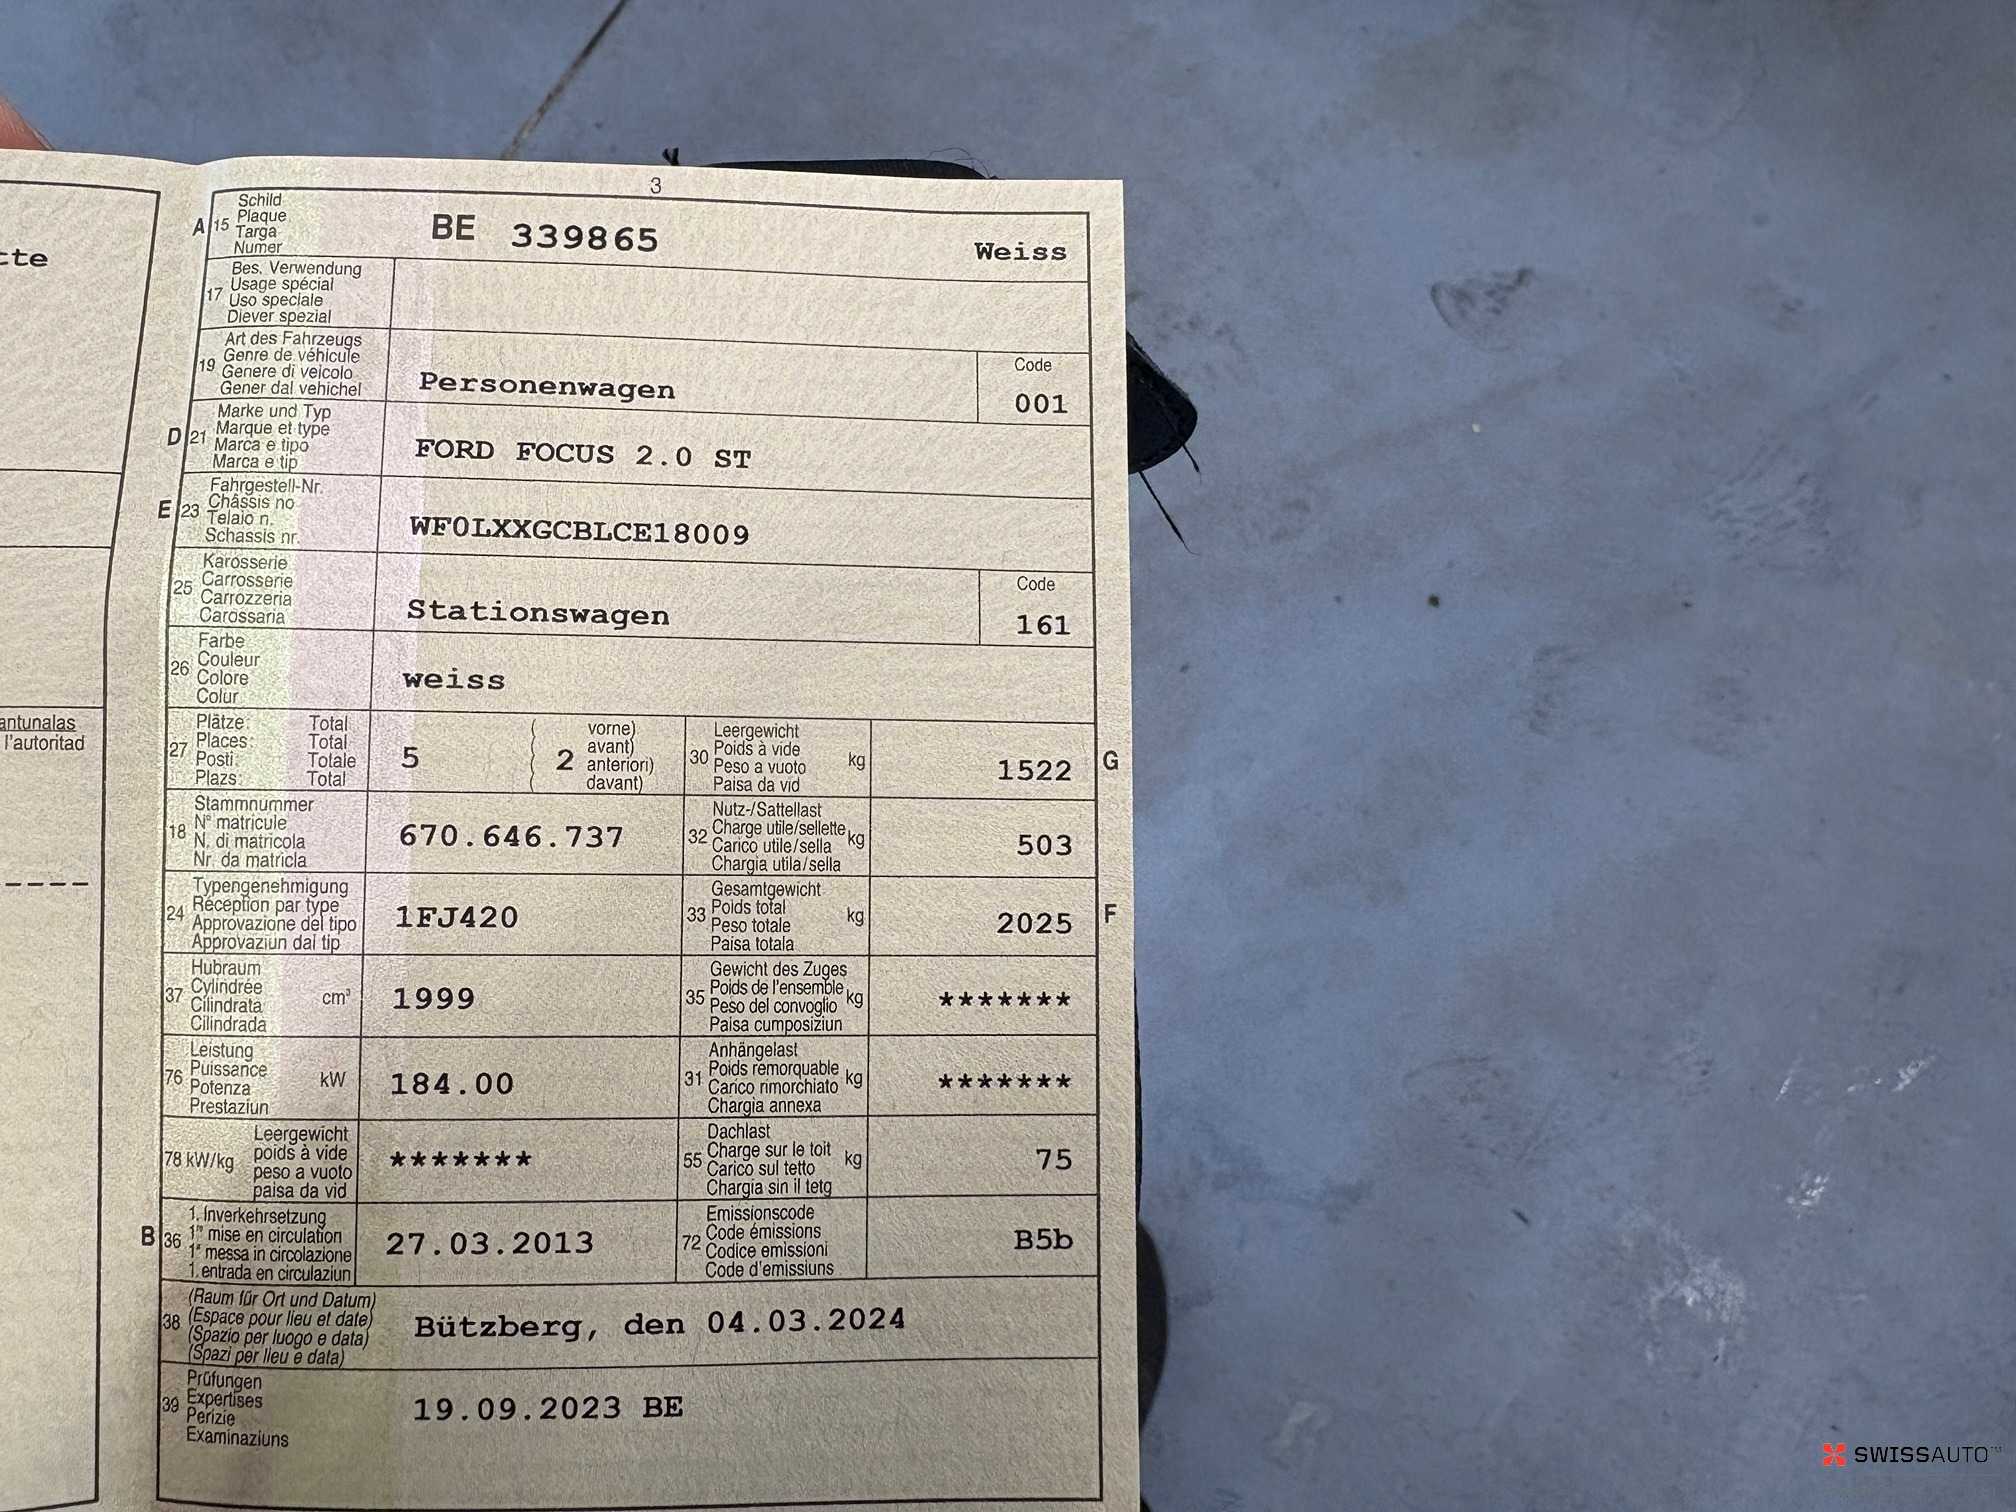 3
A 15 Schild
Plaque
Targa
Numer
BE 339865 Weiss
17 Bes. Verwendung
Usage spécial
Uso speciale
Diever spezial
19 Art des Fahrzeugs
Genre de véhicule
Genere di veicolo
Gener dal vehichel
Personenwagen
Code
001
D 21 Marke und Typ
Marque et type
Marca e tipo
Marca e tip
FORD FOCUS 2.0 ST
E 23 Fahrgestell-Nr.
Châssis no
Telaio n.
Schassis nr.
WF0LXXGCBLCE18009
25 Karosserie
Carrosserie
Carrozzeria
Carossaria
Stationswagen
Code
161
26 Farbe
Couleur
Colore
Colur
weiss
27 Plätze: Total
Places: Total
Posti: Totale
Plazs: Total
5 ( 2 vorne)
( avant)
( anteriori)
( davant)
30 Leergewicht
Poids à vide
Peso a vuoto
Paisa da vid
kg
1522 G
18 Stammnummer
N° matricule
N. di matricola
Nr. da matricla
670.646.737
32 Nutz-/Sattellast
Charge utile/sellette
Carico utile/sella
Chargia utila/sella
kg
503
24 Typengenehmigung
Réception par type
Approvazione del tipo
Approvaziun dal tip
1FJ420
33 Gesamtgewicht
Poids total
Peso totale
Paisa totala
kg
2025 F
37 Hubraum
Cylindrée
Cilindrata
Cilindrada
cm³
1999
35 Gewicht des Zuges
Poids de l'ensemble
Peso del convoglio
Paisa cumposiziun
kg
*******
76 Leistung
Puissance
Potenza
Prestaziun
kW
184.00
31 Anhängelast
Poids remorquable
Carico rimorchiato
Chargia annexa
kg
*******
78 kW/kg Leergewicht
poids à vide
peso a vuoto
paisa da vid
*******
55 Dachlast
Charge sur le toit
Carico sul tetto
Chargia sin il tetg
kg
75
B 36 1. Inverkehrsetzung
1re mise en circulation
1a messa in circolazione
1. entrada en circulaziun
27.03.2013
72 Emissionscode
Code émissions
Codice emissioni
Code d'emissiuns
B5b
38 (Raum für Ort und Datum)
(Espace pour lieu et date)
(Spazio per luogo e data)
(Spazi per lieu e data)
Bützberg, den 04.03.2024
39 Prüfungen
Expertises
Perizie
Examinaziuns
19.09.2023 BE
antunalas
l'autoritad
SWISSAUTO™